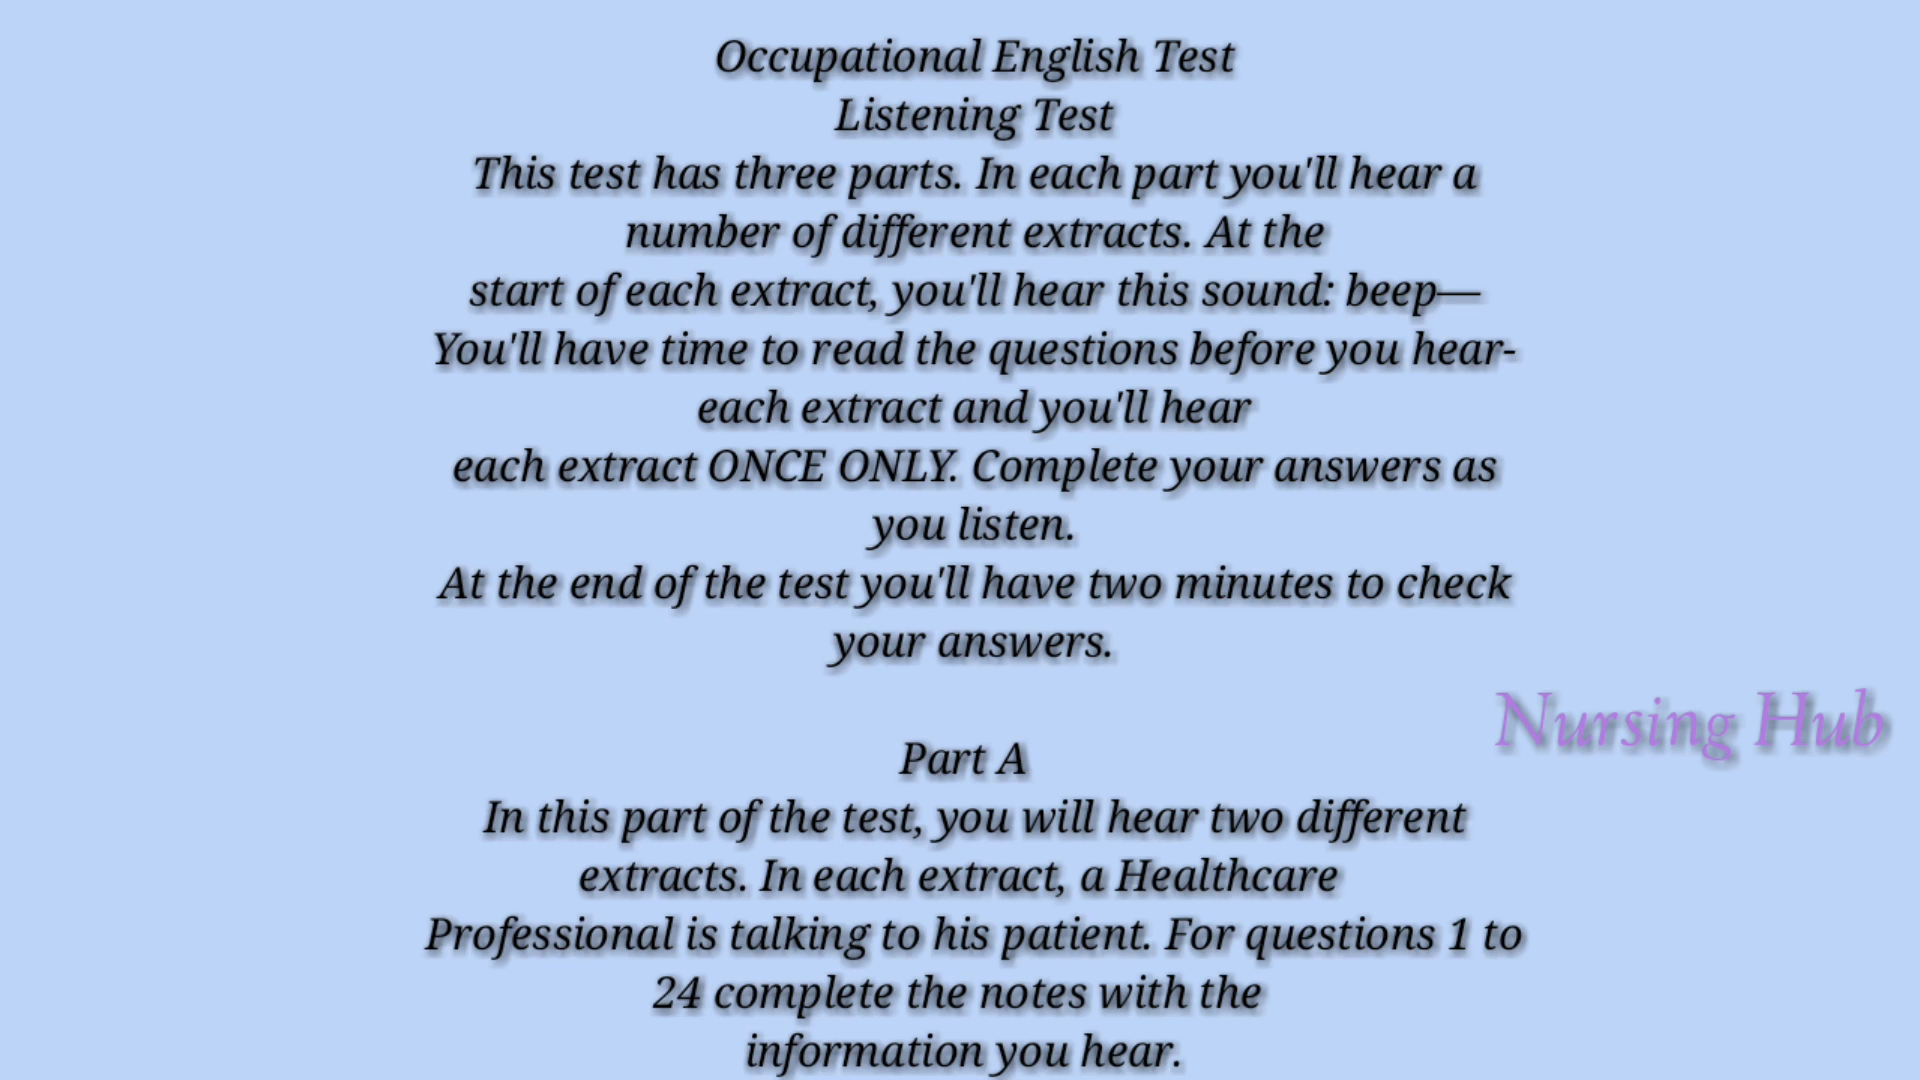 Occupational English Test
Listening Test
This test has three parts. In each part you'll hear a
number of different extracts. At the
start of each extract, you'll hear this sound: beep—
You'll have time to read the questions before you hear-
each extract and you'll hear
each extract ONCE ONLY. Complete your answers as
you listen.
At the end of the test you'll have two minutes to check
your answers.
Nursing Hub
Part A
In this part of the test, you will hear two different
extracts. In each extract, a Healthcare
Professional is talking to his patient. For questions 1 to
24 complete the notes with the
information you hear.